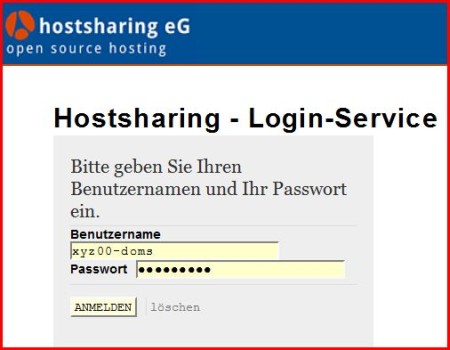 hostsharing eG
open source hosting
Hostsharing - Login-Service
Bitte geben Sie Ihren
Benutzernamen und Ihr Passwort
ein.
Benutzername
xyz00-doms
Passwort ●●●●●●●●●
ANMELDEN löschen